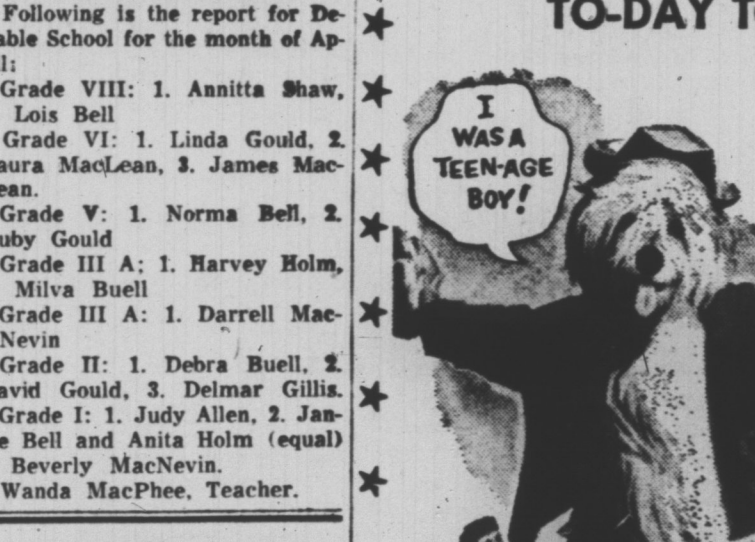 Following is the report for De-
able School for the month of Ap-
l:
Grade VIII: 1. Annitta Shaw,
Lois Bell
Grade VI: 1. Linda Gould, 2.
aura MacLean, 3. James Mac-
ean.
Grade V: 1. Norma Bell, 2.
uby Gould
Grade III A; 1. Harvey Holm,
Milva Buell
Grade III A: 1. Darrell Mac-
Nevin
Grade II: 1. Debra Buell, 2.
avid Gould, 3. Delmar Gillis.
Grade I: 1. Judy Allen, 2. Jan-
e Bell and Anita Holm (equal)
Beverly MacNevin.
Wanda MacPhee, Teacher.
TO-DAY T
I
WAS A
TEEN-AGE
BOY!